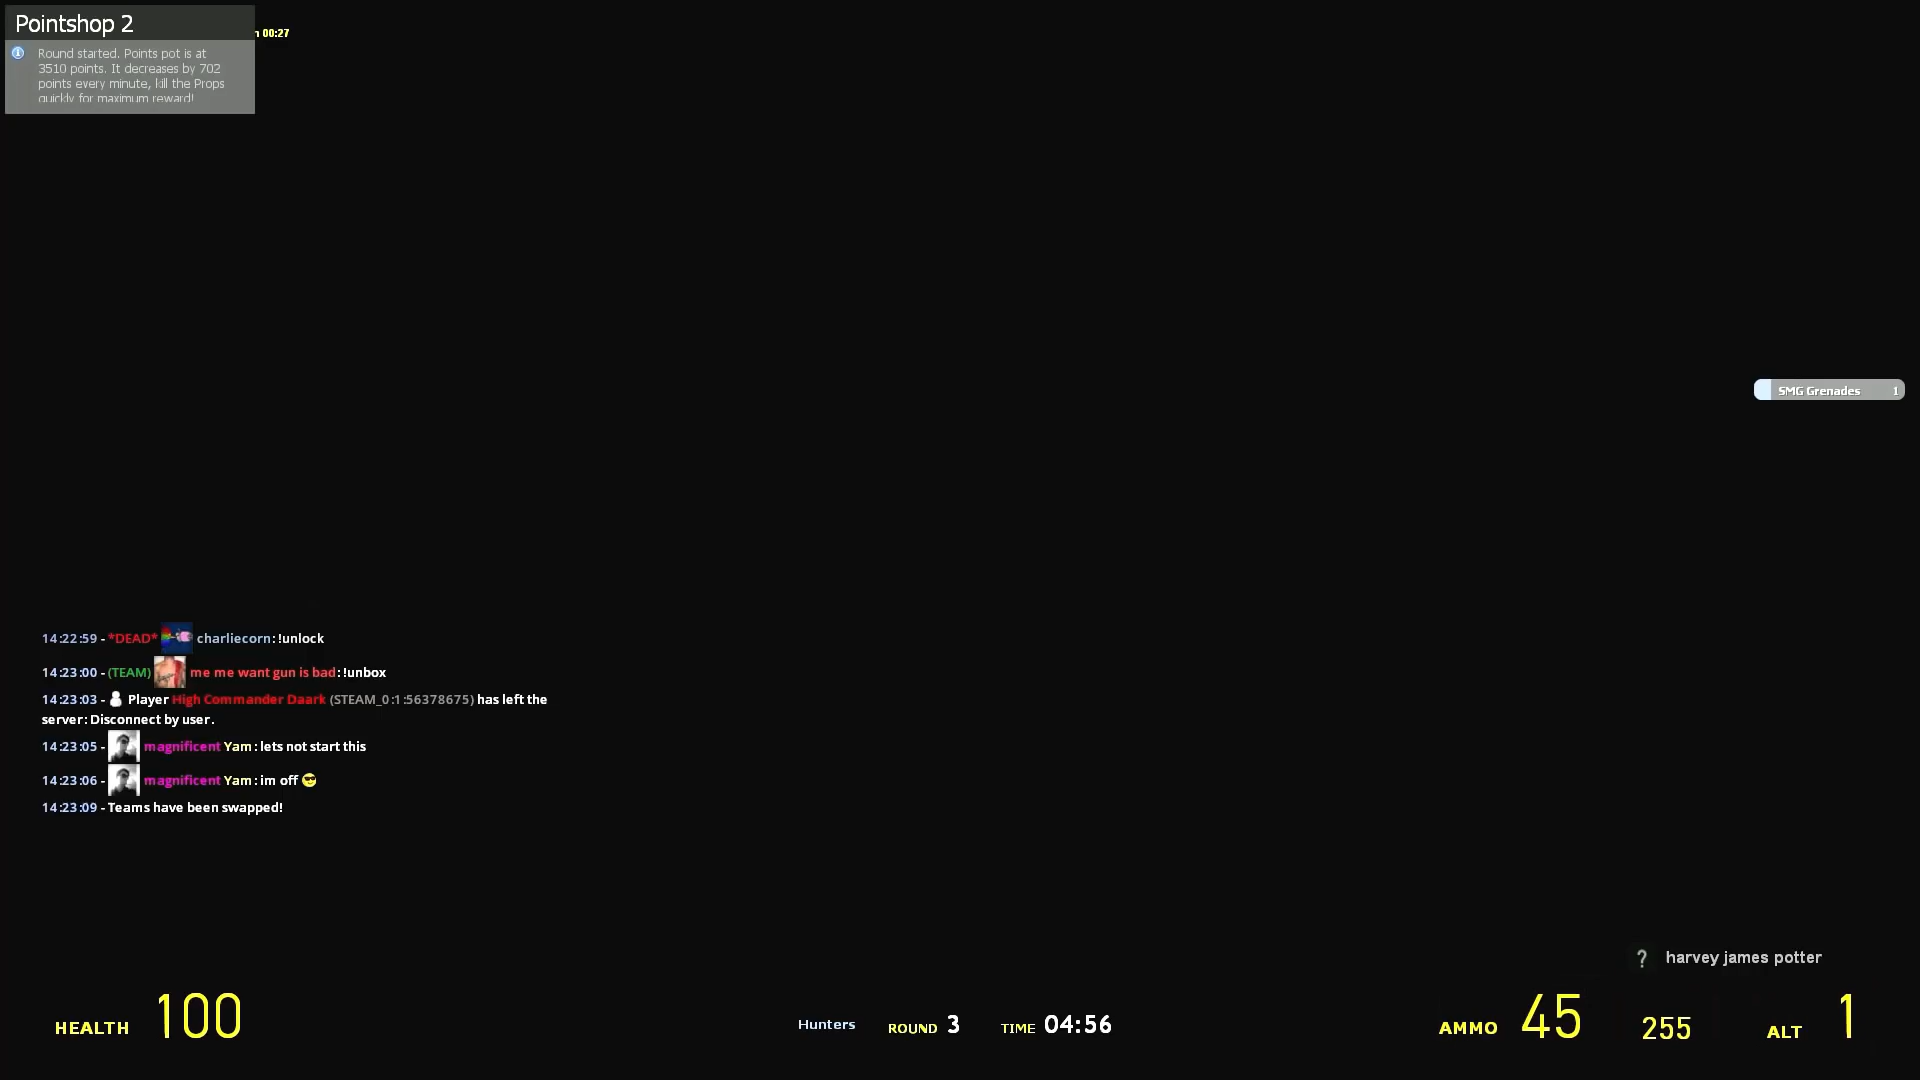 Pointshop 2
00:27
Round started. Points pot is at
3510 points. It decreases by 702
points every minute, kill the Props
quickly for maximum reward!
SMG Grenades 1
14:22:59 - *DEAD* charliecorn: !unlock
14:23:00 - (TEAM) me me want gun is bad: !unbox
14:23:03 - Player High Commander Daark (STEAM_0:1:56378675) has left the
server: Disconnect by user.
14:23:05 - magnificent Yam: lets not start this
14:23:06 - magnificent Yam: im off 😎
14:23:09 - Teams have been swapped!
? harvey james potter
HEALTH 100
Hunters ROUND 3 TIME 04:56
AMMO 45 255 ALT 1